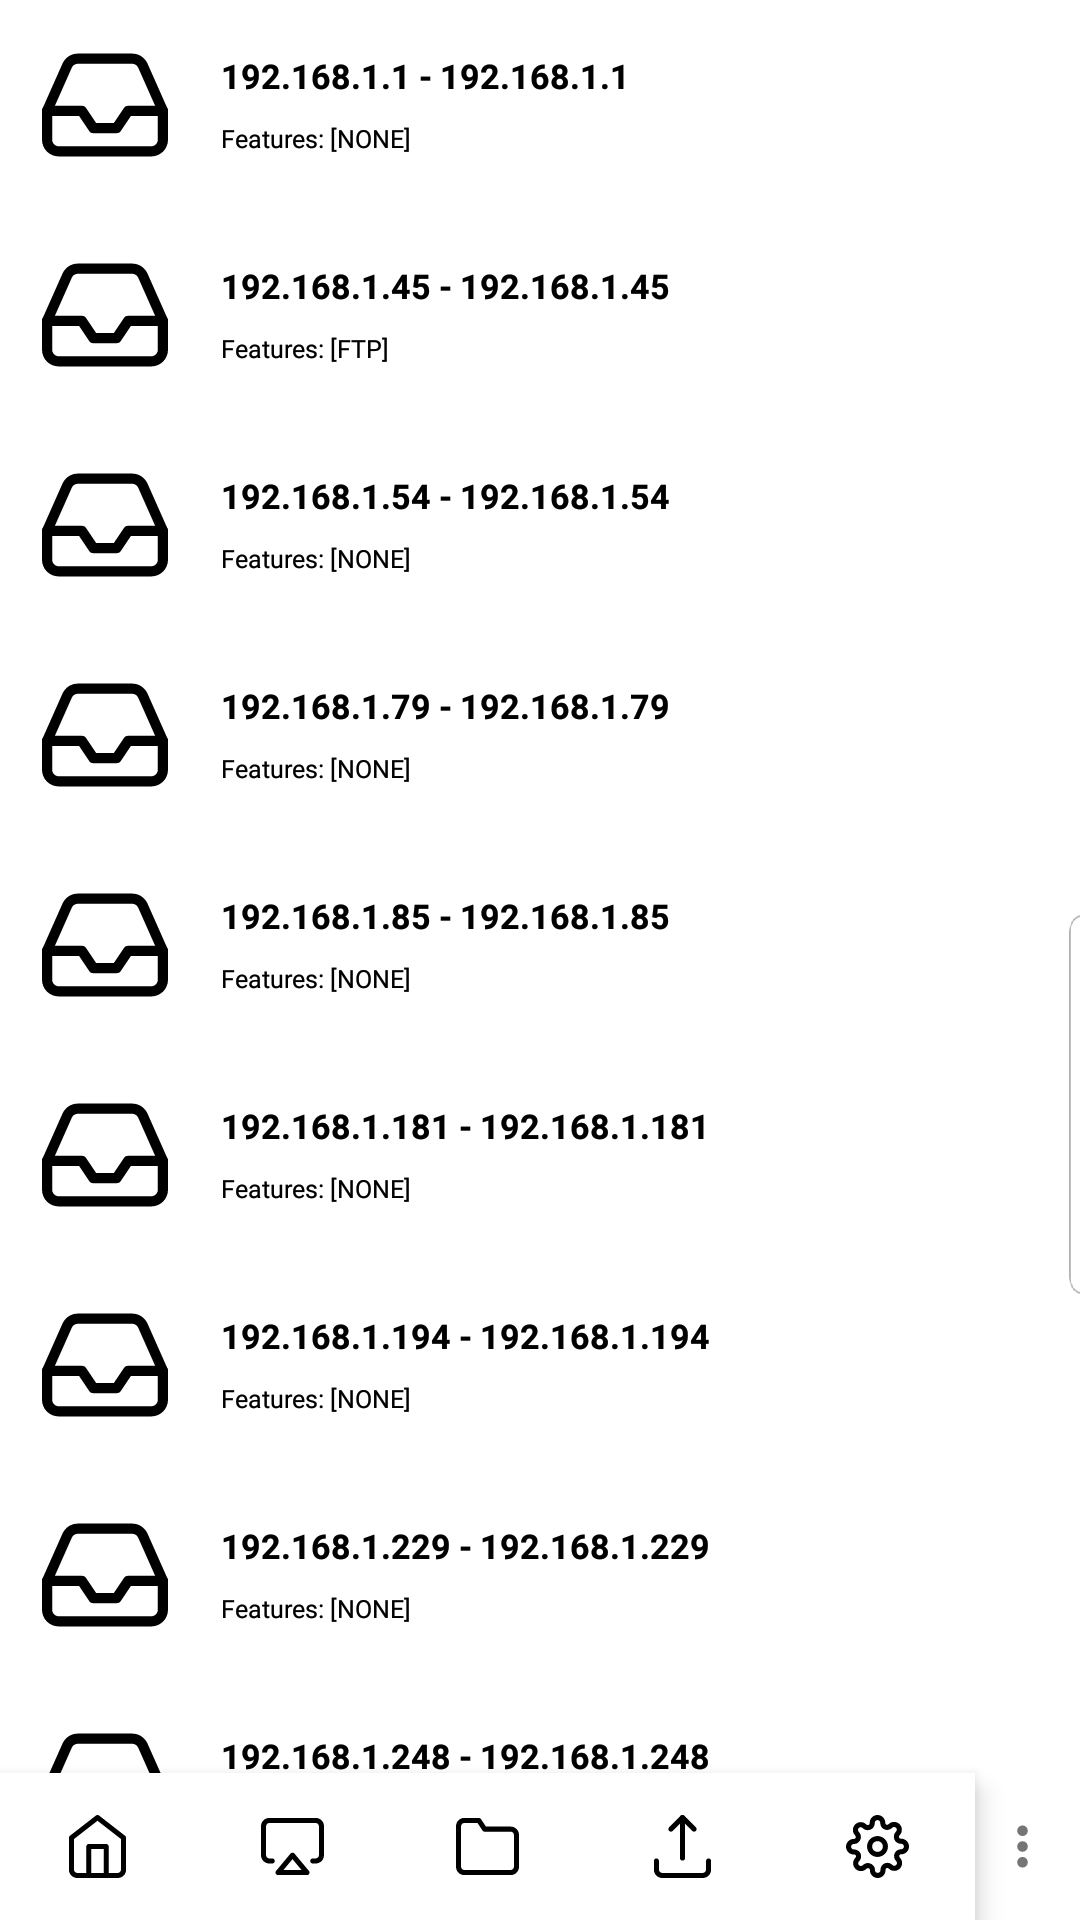 192.168.1.1 - 192.168.1.1
Features: [NONE]
192.168.1.45 - 192.168.1.45
Features: [FTP]
192.168.1.54 - 192.168.1.54
Features: [NONE]
192.168.1.79 - 192.168.1.79
Features: [NONE]
192.168.1.85 - 192.168.1.85
Features: [NONE]
192.168.1.181 - 192.168.1.181
Features: [NONE]
192.168.1.194 - 192.168.1.194
Features: [NONE]
192.168.1.229 - 192.168.1.229
Features: [NONE]
192.168.1.248 - 192.168.1.248